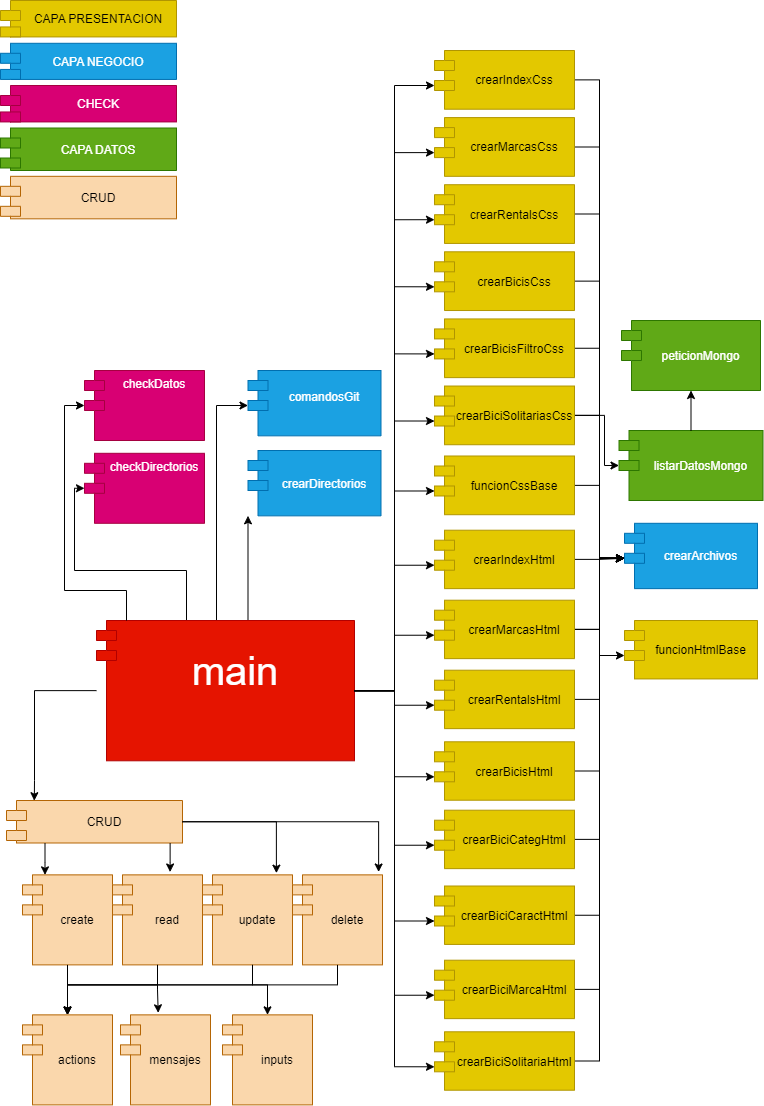 CAPA PRESENTACION
CAPA NEGOCIO
CHECK
CAPA DATOS
CRUD
checkDatos
checkDirectorios
comandosGit
crearDirectorios
main
CRUD
create
read
update
delete
actions
mensajes
inputs
crearIndexCss
crearMarcasCss
crearRentalsCss
crearBicisCss
crearBicisFiltroCss
crearBiciSolitariasCss
funcionCssBase
crearIndexHtml
crearMarcasHtml
crearRentalsHtml
crearBicisHtml
crearBiciCategHtml
crearBiciCaractHtml
crearBiciMarcaHtml
crearBiciSolitariaHtml
peticionMongo
listarDatosMongo
crearArchivos
funcionHtmlBase